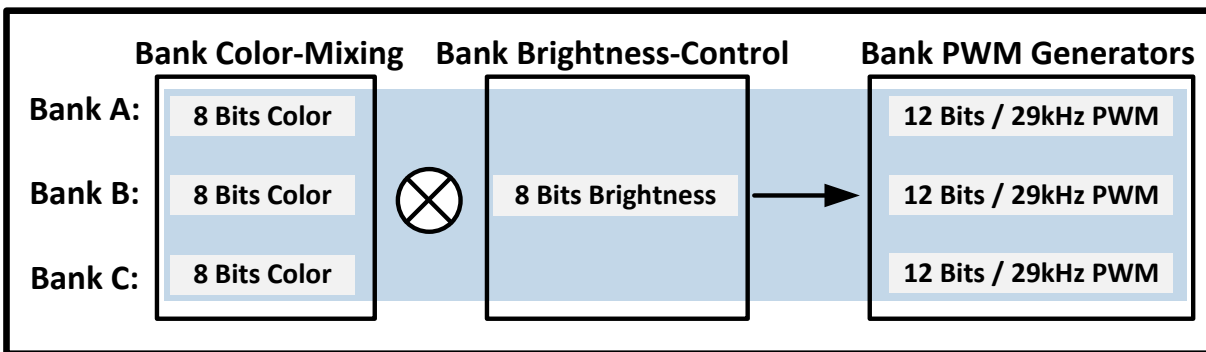 Bank Color-Mixing Bank Brightness-Control Bank PWM Generators
Bank A: 8 Bits Color 12 Bits / 29kHz PWM
Bank B: 8 Bits Color 8 Bits Brightness 12 Bits / 29kHz PWM
Bank C: 8 Bits Color 12 Bits / 29kHz PWM